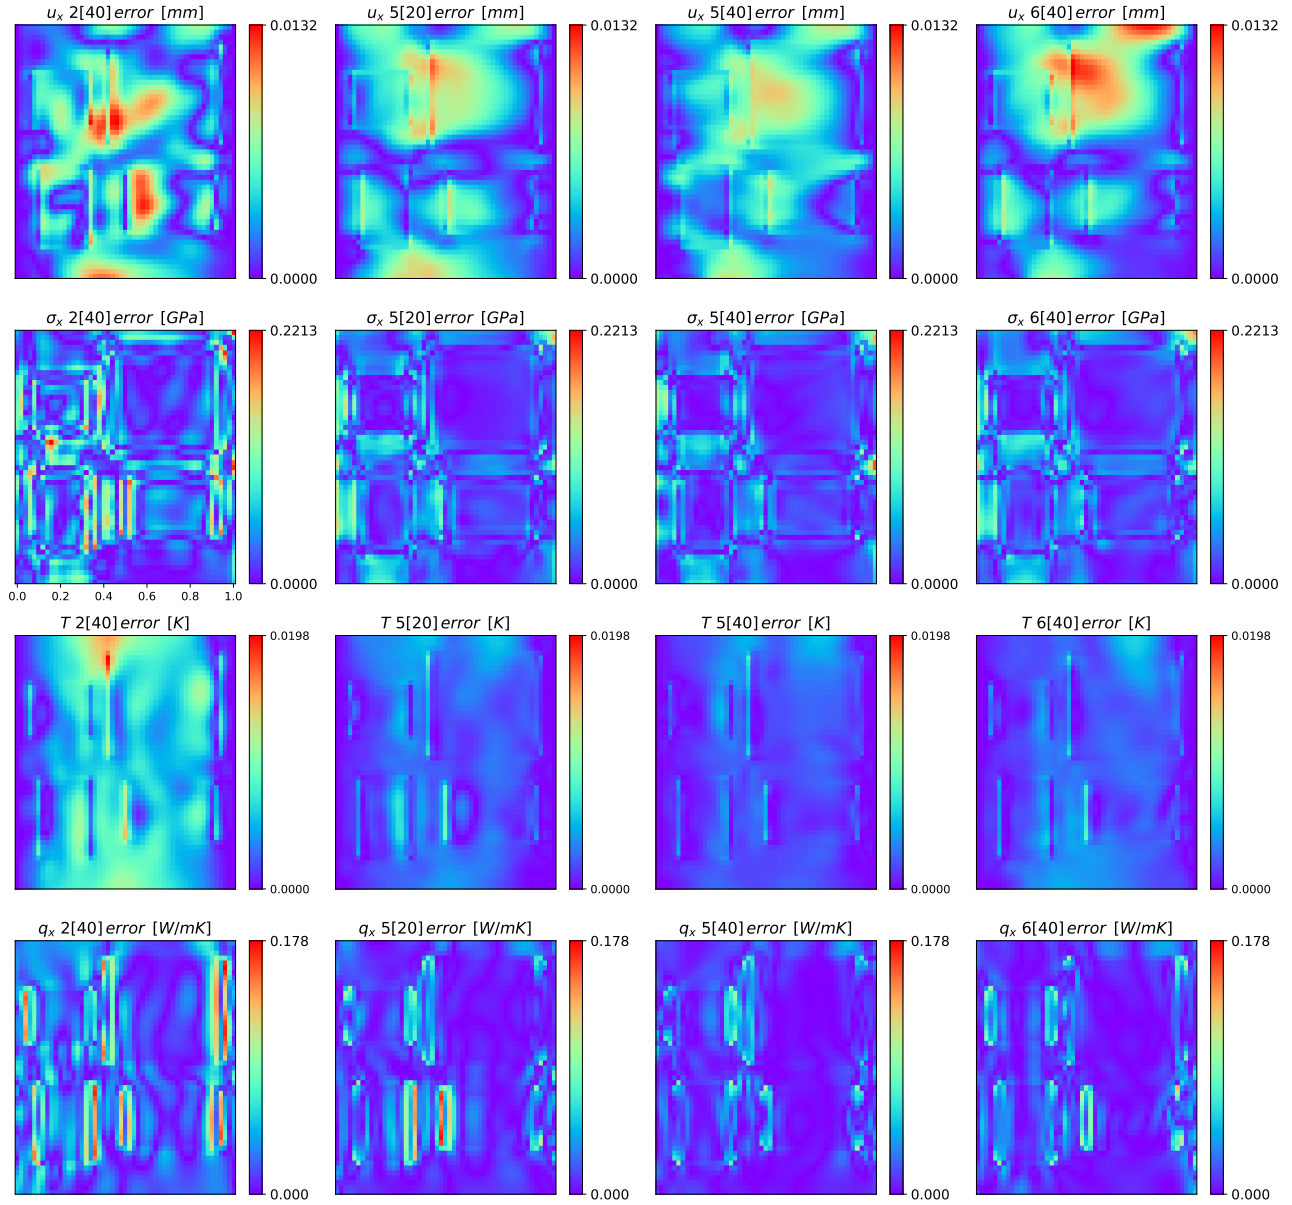 u_x 2[40] error [mm]
u_x 5[20] error [mm]
u_x 5[40] error [mm]
u_x 6[40] error [mm]
0.0132
0.0132
0.0132
0.0132
0.0000
0.0000
0.0000
0.0000
σ_x 2[40] error [GPa]
σ_x 5[20] error [GPa]
σ_x 5[40] error [GPa]
σ_x 6[40] error [GPa]
0.2213
0.2213
0.2213
0.2213
0.0000
0.0000
0.0000
0.0000
0.0 0.2 0.4 0.6 0.8 1.0
T 2[40] error [K]
T 5[20] error [K]
T 5[40] error [K]
T 6[40] error [K]
0.0198
0.0198
0.0198
0.0198
0.0000
0.0000
0.0000
0.0000
q_x 2[40] error [W/mK]
q_x 5[20] error [W/mK]
q_x 5[40] error [W/mK]
q_x 6[40] error [W/mK]
0.178
0.178
0.178
0.178
0.000
0.000
0.000
0.000